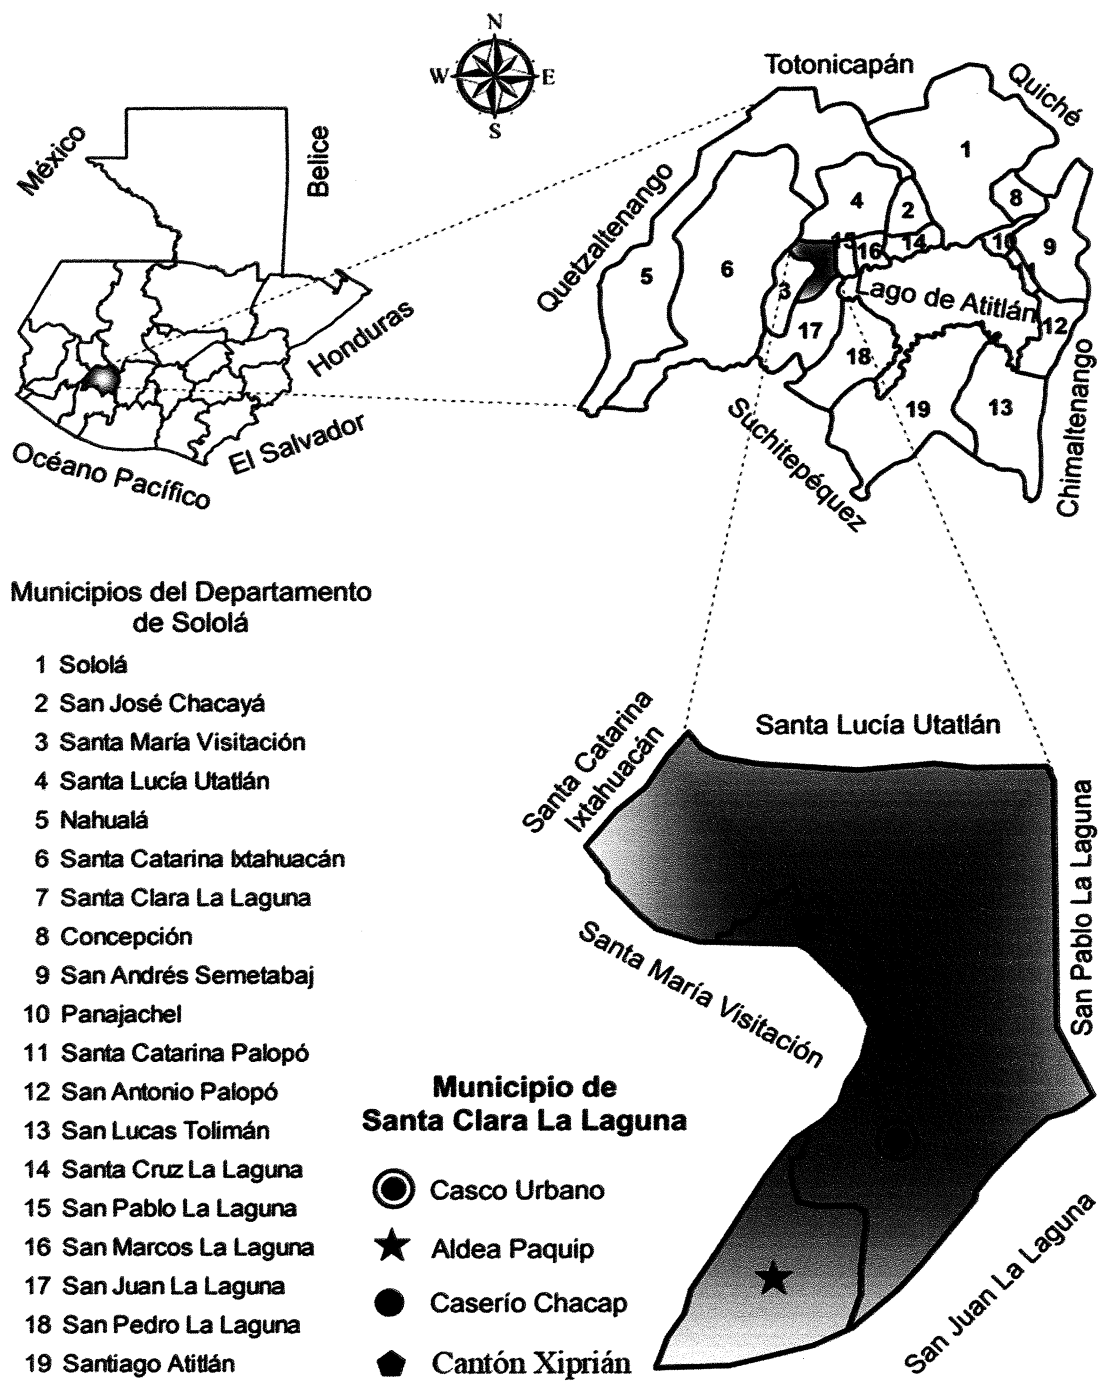 N
W
E
S
México
Belice
Honduras
El Salvador
Océano Pacífico
Totonicapán
Quiché
Quetzaltenango
Suchitepéquez
Chimaltenango
1
2
3
4
5
6
8
9
10
12
13
14
15
16
17
18
19
Lago de Atitlán
Municipios del Departamento
de Sololá
1 Sololá
2 San José Chacayá
3 Santa María Visitación
4 Santa Lucía Utatlán
5 Nahualá
6 Santa Catarina Ixtahuacán
7 Santa Clara La Laguna
8 Concepción
9 San Andrés Semetabaj
10 Panajachel
11 Santa Catarina Palopó
12 San Antonio Palopó
13 San Lucas Tolimán
14 Santa Cruz La Laguna
15 San Pablo La Laguna
16 San Marcos La Laguna
17 San Juan La Laguna
18 San Pedro La Laguna
19 Santiago Atitlán
Santa Catarina
Ixtahuacán
Santa Lucía Utatlán
San Pablo La Laguna
Santa María Visitación
San Juan La Laguna
Municipio de
Santa Clara La Laguna
Casco Urbano
Aldea Paquip
Caserío Chacap
Cantón Xiprián